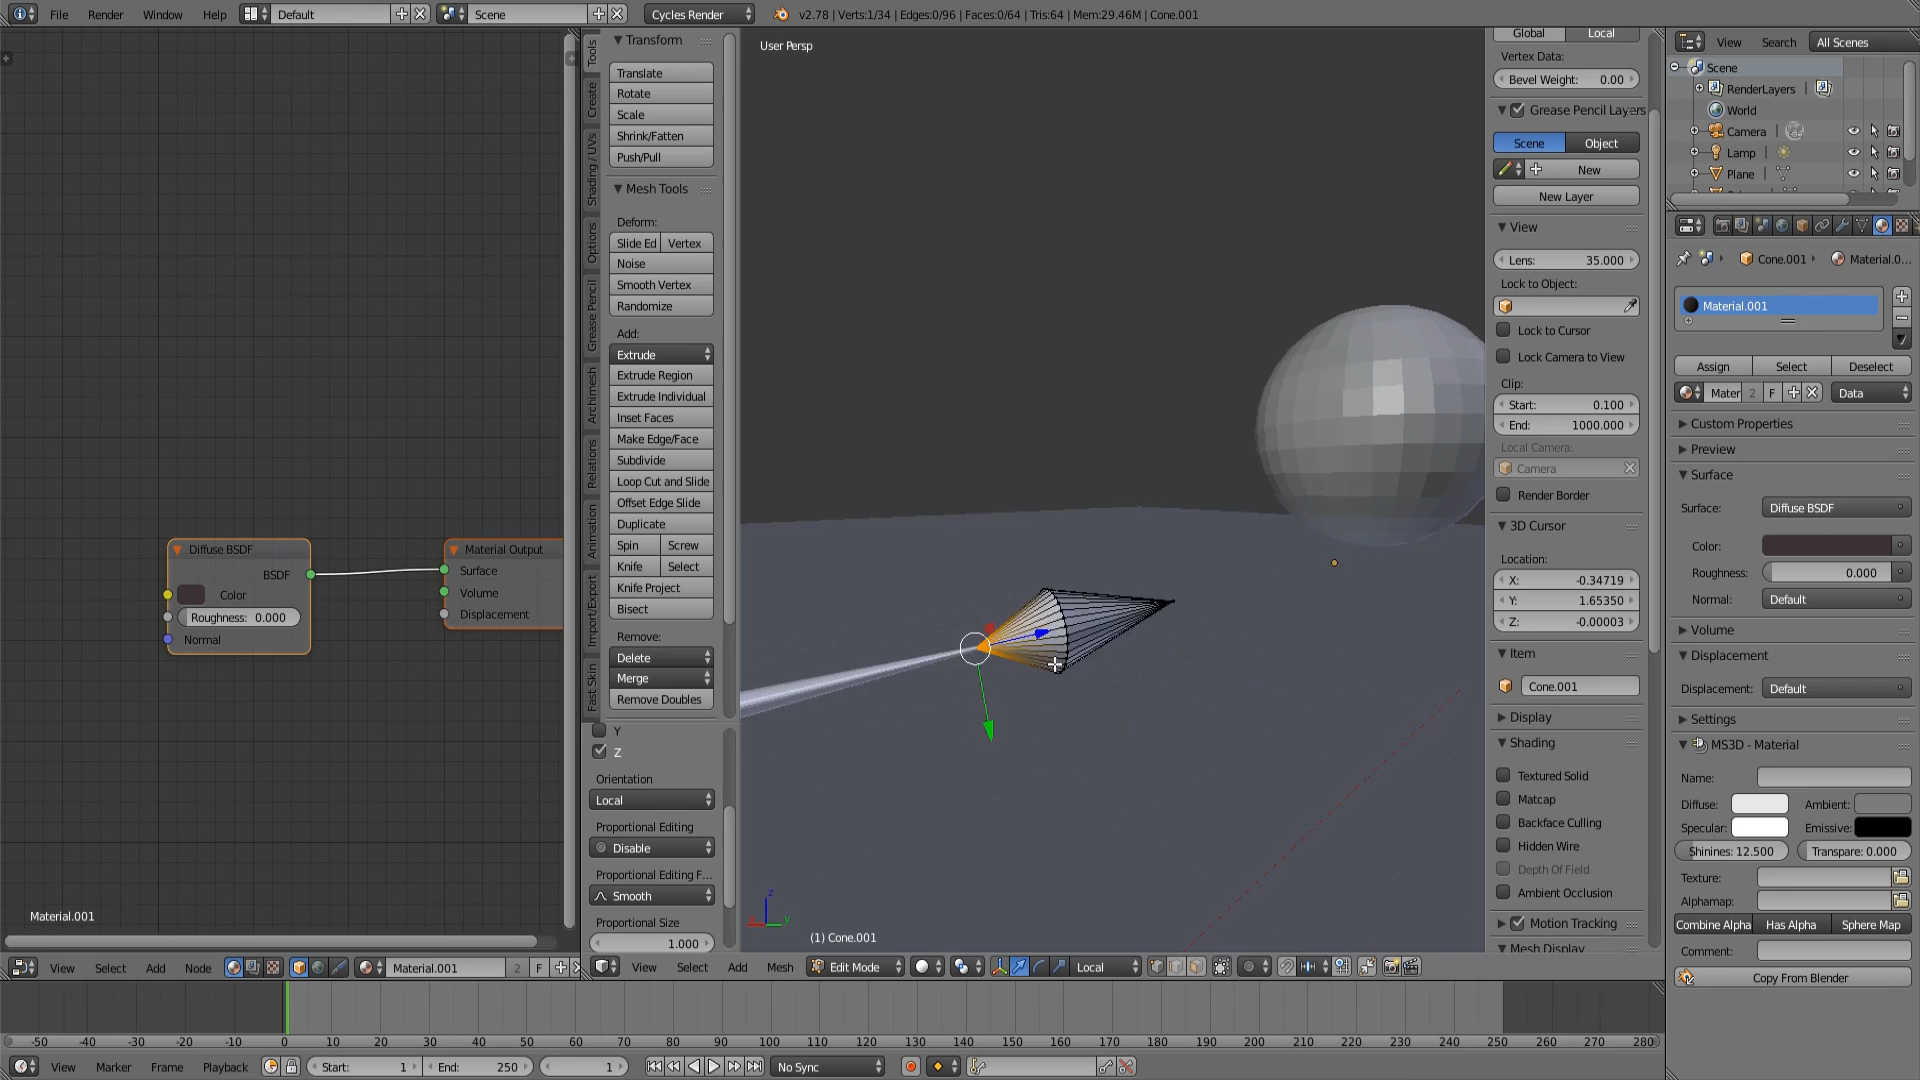 File Render Window Help Default Scene Cycles Render v2.78 | Verts:1/34 | Edges:0/96 | Faces:0/64 | Tris:64 | Mem:29.46M | Cone.001
Material.001
Diffuse BSDF
BSDF
Color
Roughness: 0.000
Normal
Material Output
Surface
Volume
Displacement
View Select Add Node Material.001 2 F
Tools
Create
Shading / UVs
Options
Grease Pencil
Archimesh
Relations
Animation
Import/Export
Fast Skin
Transform
Translate
Rotate
Scale
Shrink/Fatten
Push/Pull
Mesh Tools
Deform:
Slide Ed Vertex
Noise
Smooth Vertex
Randomize
Add:
Extrude
Extrude Region
Extrude Individual
Inset Faces
Make Edge/Face
Subdivide
Loop Cut and Slide
Offset Edge Slide
Duplicate
Spin Screw
Knife Select
Knife Project
Bisect
Remove:
Delete
Merge
Remove Doubles
Y
Z
Orientation
Local
Proportional Editing
Disable
Proportional Editing F...
Smooth
Proportional Size
1.000
User Persp
z
y
(1) Cone.001
View Select Add Mesh Edit Mode Local
Global Local
Vertex Data:
Bevel Weight: 0.00
Grease Pencil Layers
Scene Object
New
New Layer
View
Lens: 35.000
Lock to Object:
Lock to Cursor
Lock Camera to View
Clip:
Start: 0.100
End: 1000.000
Local Camera:
Camera
Render Border
3D Cursor
Location:
X: -0.34719
Y: 1.65350
Z: -0.00003
Item
Cone.001
Display
Shading
Textured Solid
Matcap
Backface Culling
Hidden Wire
Depth Of Field
Ambient Occlusion
Motion Tracking
Mesh Display
View Search All Scenes
Scene
RenderLayers
World
Camera
Lamp
Plane
Cone.001 Material.0...
Material.001
Assign Select Deselect
Mater 2 F Data
Custom Properties
Preview
Surface
Surface: Diffuse BSDF
Color:
Roughness: 0.000
Normal: Default
Volume
Displacement
Displacement: Default
Settings
MS3D - Material
Name:
Diffuse: Ambient:
Specular: Emissive:
Shinines: 12.500 Transpare: 0.000
Texture:
Alphamap:
Combine Alpha Has Alpha Sphere Map
Comment:
Copy From Blender
-50 -40 -30 -20 -10 0 10 20 30 40 50 60 70 80 90 100 110 120 130 140 150 160 170 180 190 200 210 220 230 240 250 260 270 280
View Marker Frame Playback Start: 1 End: 250 1 No Sync